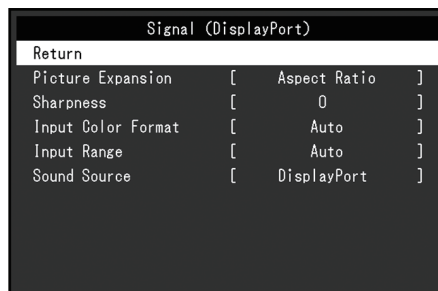 Signal (DisplayPort)
Return
Picture Expansion [ Aspect Ratio ]
Sharpness [ 0 ]
Input Color Format [ Auto ]
Input Range [ Auto ]
Sound Source [ DisplayPort ]